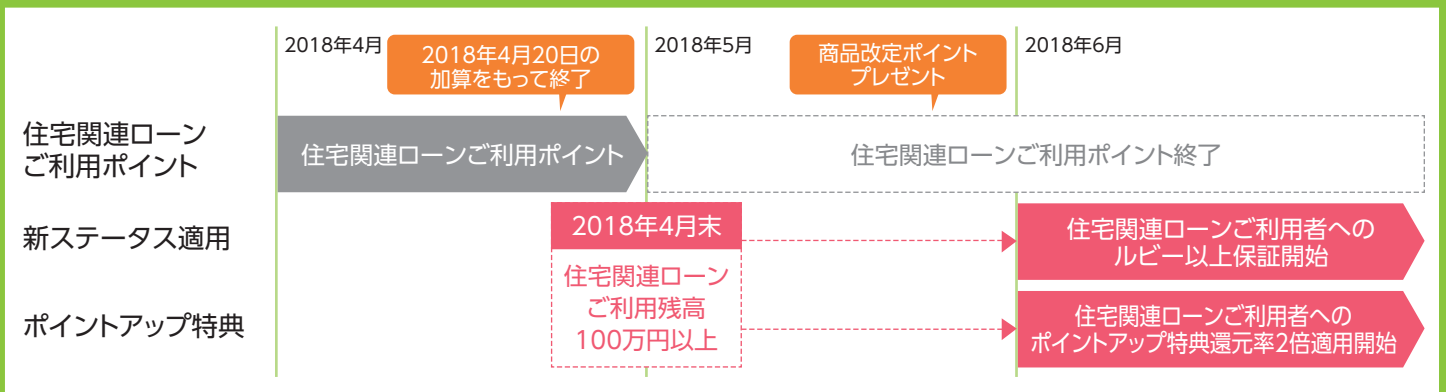 2018年4月
2018年4月20日の
加算をもって終了
2018年5月
商品改定ポイント
プレゼント
2018年6月
住宅関連ローン
ご利用ポイント
住宅関連ローンご利用ポイント
住宅関連ローンご利用ポイント終了
新ステータス適用
2018年4月末
住宅関連ローン
ご利用残高
100万円以上
住宅関連ローンご利用者への
ルビー以上保証開始
ポイントアップ特典
住宅関連ローンご利用者への
ポイントアップ特典還元率2倍適用開始